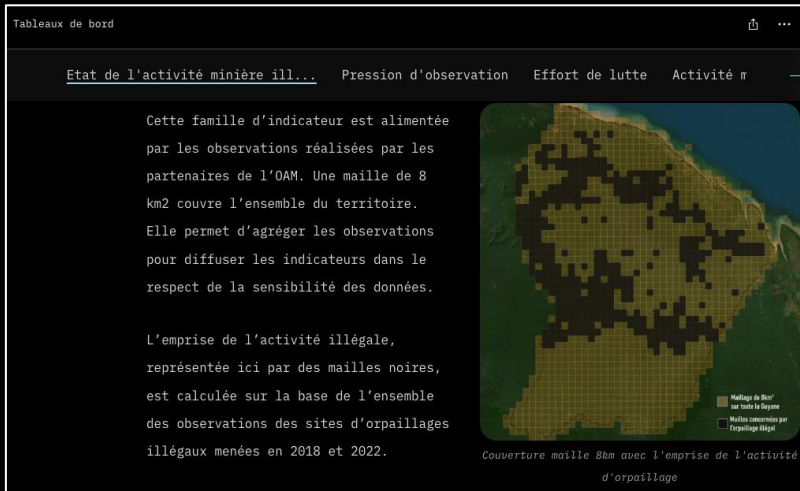 Tableaux de bord
Etat de l'activité minière ill...
Pression d'observation
Effort de lutte
Activité m
Cette famille d’indicateur est alimentée
par les observations réalisées par les
partenaires de l’OAM. Une maille de 8
km2 couvre l’ensemble du territoire.
Elle permet d’agréger les observations
pour diffuser les indicateurs dans le
respect de la sensibilité des données.
L’emprise de l’activité illégale,
représentée ici par des mailles noires,
est calculée sur la base de l’ensemble
des observations des sites d’orpaillages
illégaux menées en 2018 et 2022.
Maillage de 8km²
sur toute la Guyane
Mailles concernées par
l'orpaillage illégal
Couverture maille 8km avec l'emprise de l'activité
d'orpaillage